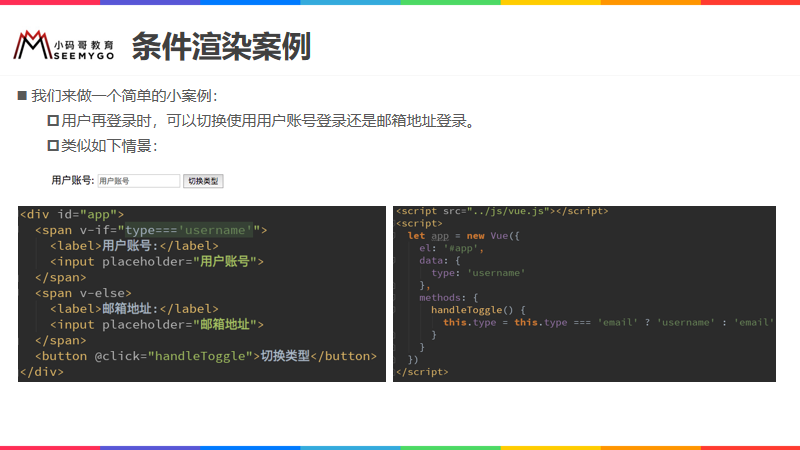 小码哥教育
SEEMYGO
条件渲染案例
我们来做一个简单的小案例：
用户再登录时，可以切换使用用户账号登录还是邮箱地址登录。
类似如下情景：
用户账号: 用户账号 切换类型
<div id="app">
<span v-if="type==='username'">
<label>用户账号:</label>
<input placeholder="用户账号">
</span>
<span v-else>
<label>邮箱地址:</label>
<input placeholder="邮箱地址">
</span>
<button @click="handleToggle">切换类型</button>
</div>
<script src="../js/vue.js"></script>
<script>
let app = new Vue({
el: '#app',
data: {
type: 'username'
},
methods: {
handleToggle() {
this.type = this.type === 'email' ? 'username' : 'email'
}
}
})
</script>